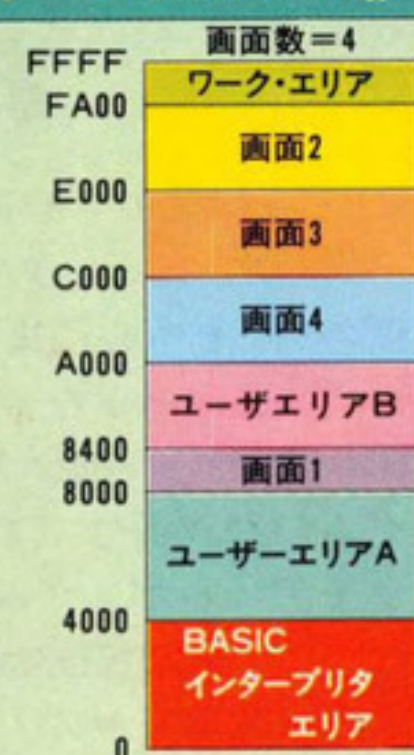 画面数=4
FFFF
ワーク・エリア
FA00
画面2
E000
画面3
C000
画面4
A000
ユーザエリアB
8400
画面1
8000
ユーザーエリアA
4000
BASIC
インタープリタ
エリア
0